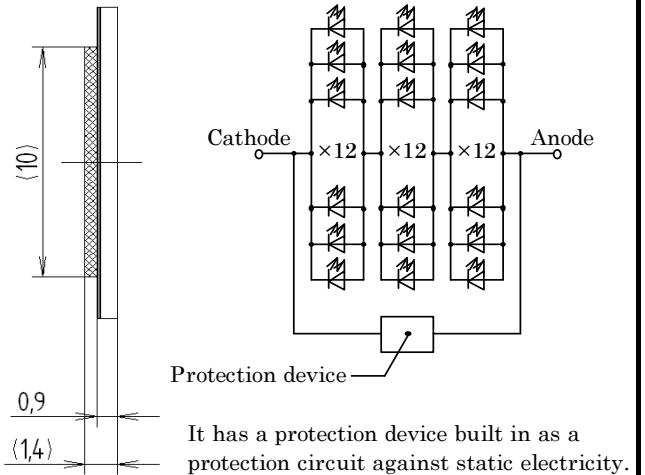 Cathode
×12
×12
×12
Anode
(10)
Protection device
0,9
(1,4)
It has a protection device built in as a
protection circuit against static electricity.